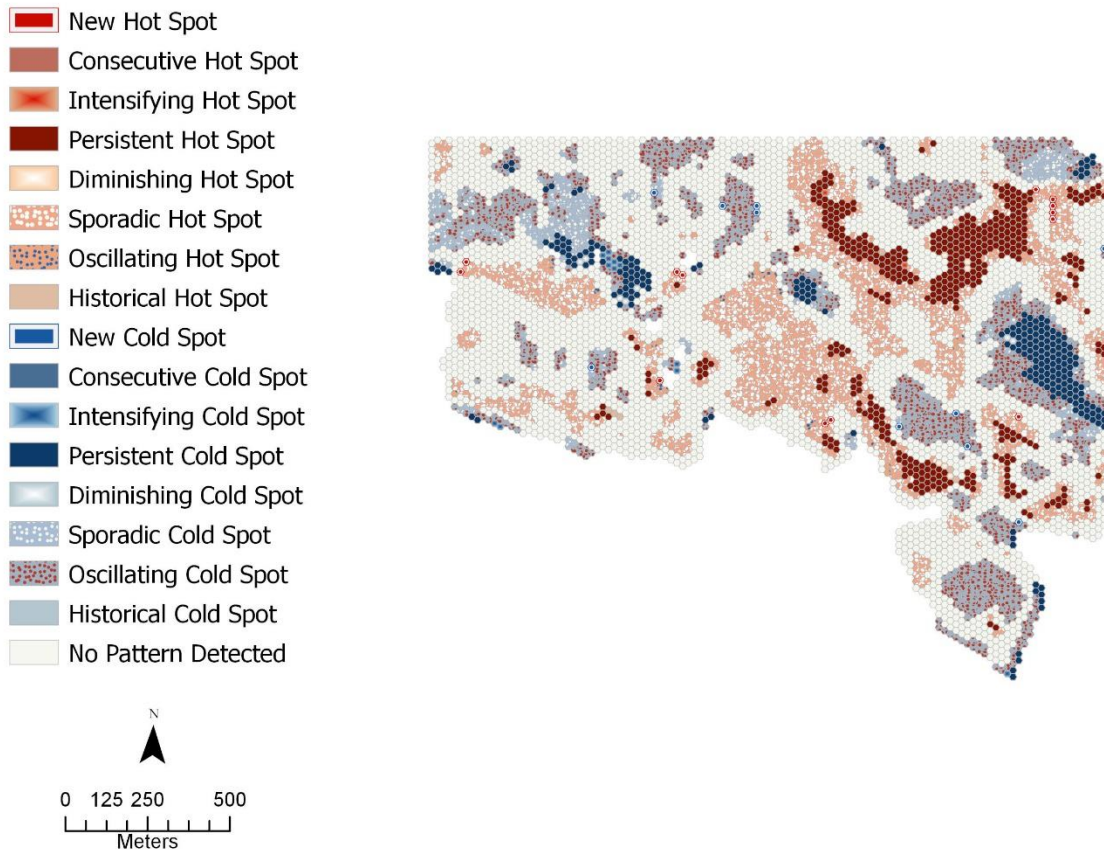 New Hot Spot
Consecutive Hot Spot
Intensifying Hot Spot
Persistent Hot Spot
Diminishing Hot Spot
Sporadic Hot Spot
Oscillating Hot Spot
Historical Hot Spot
New Cold Spot
Consecutive Cold Spot
Intensifying Cold Spot
Persistent Cold Spot
Diminishing Cold Spot
Sporadic Cold Spot
Oscillating Cold Spot
Historical Cold Spot
No Pattern Detected
N
0 125 250 500
Meters